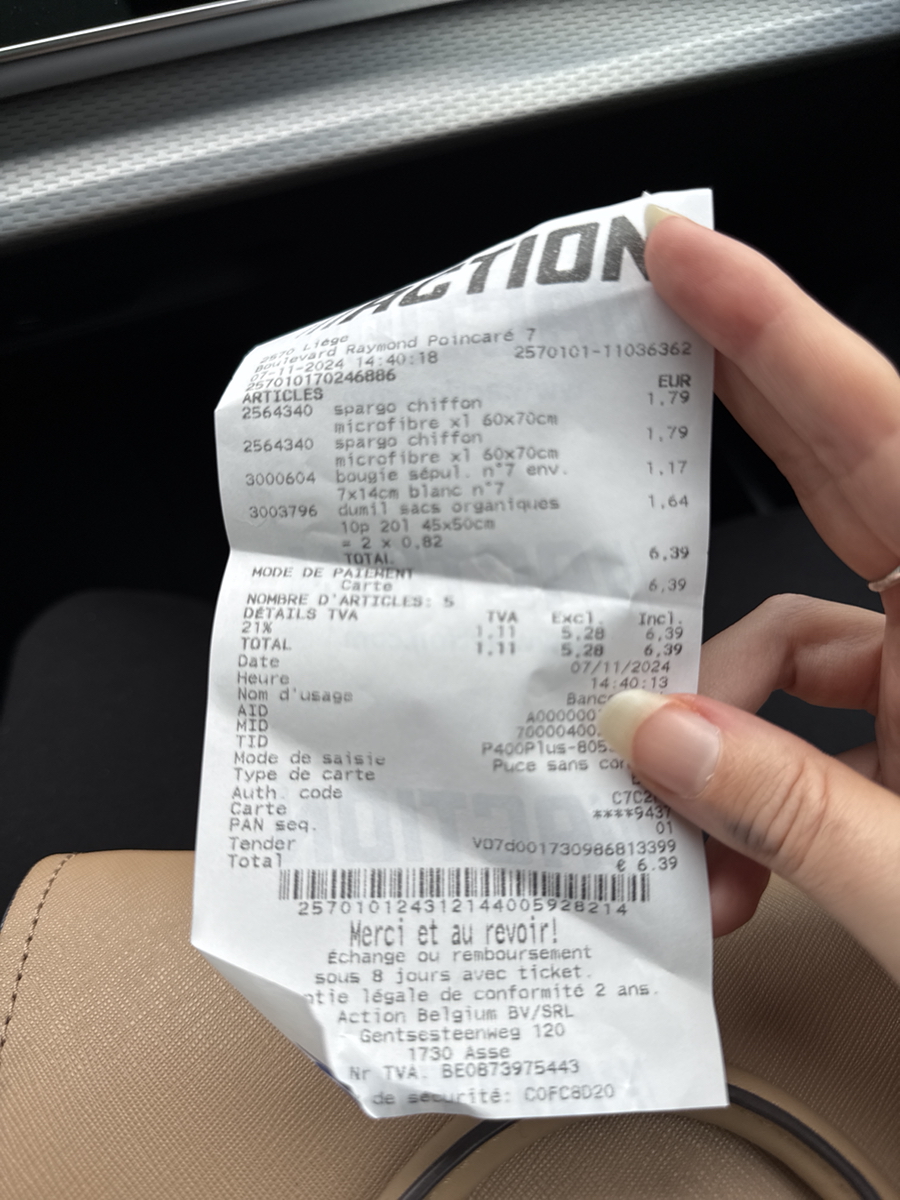 ACTION
2570 Liège
Boulevard Raymond Poincaré 7
07-11-2024 14:40:18 2570101-11036362
257010170246886
ARTICLES EUR
2564340 spargo chiffon 1,79
microfibre x1 60x70cm
2564340 spargo chiffon 1,79
microfibre x1 60x70cm
3000604 bougie sépul. n°7 env. 1,17
7x14cm blanc n°7
3003796 dumil sacs organiques 1,64
10p 20l 45x50cm
= 2 x 0,82
TOTAL 6,39
MODE DE PAIEMENT
Carte 6,39
NOMBRE D'ARTICLES: 5
DÉTAILS TVA TVA Excl. Incl.
21% 1,11 5,28 6,39
TOTAL 1,11 5,28 6,39
Date 07/11/2024
Heure 14:40:13
Nom d'usage
AID
MID
TID
Mode de saisie Puce sans
Type de carte
Auth. code
Carte ****9437
PAN seq. 01
Tender V07d001730986813399
Total € 6.39
257010124312144005928214
Merci et au revoir!
Échange ou remboursement
sous 8 jours avec ticket.
légale de conformité 2 ans.
Action Belgium BV/SRL
Gentsesteenweg 120
1730 Asse
Nr TVA. BE0873975443
de sécurité: C0FC8D20